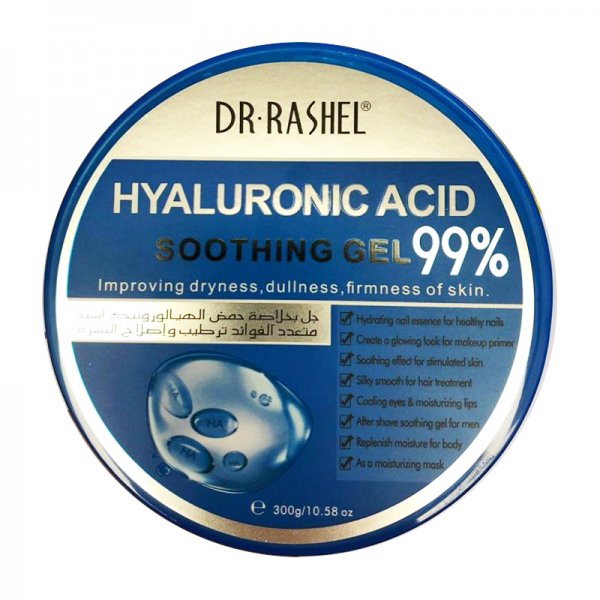 DR·RASHEL®
HYALURONIC ACID
SOOTHING GEL 99%
Improving dryness,dullness,firmness of skin.
جل بخلاصة حمض الهيالورونيك أسيد
متعدد الفوائد ترطيب وإصلاح البشرة
Hydrating nail essence for healthy nails
Create a glowing look for makeup primer
Soothing effect for stimulated skin
Silky smooth for hair treatment
Cooling eyes & moisturizing lips
After shave soothing gel for men
Replenish moisture for body
As a moisturizing mask
HA
HA
HA
HA
℮ 300g/10.58 oz